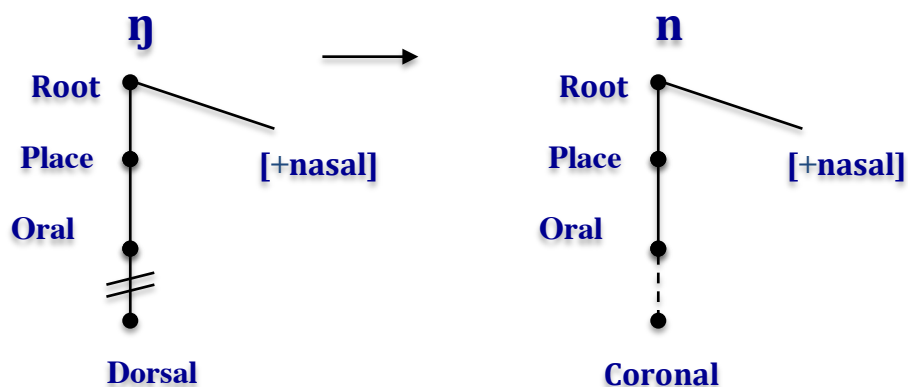 ŋ
n
Root
Root
Place
Place
[+nasal]
[+nasal]
Oral
Oral
Dorsal
Coronal